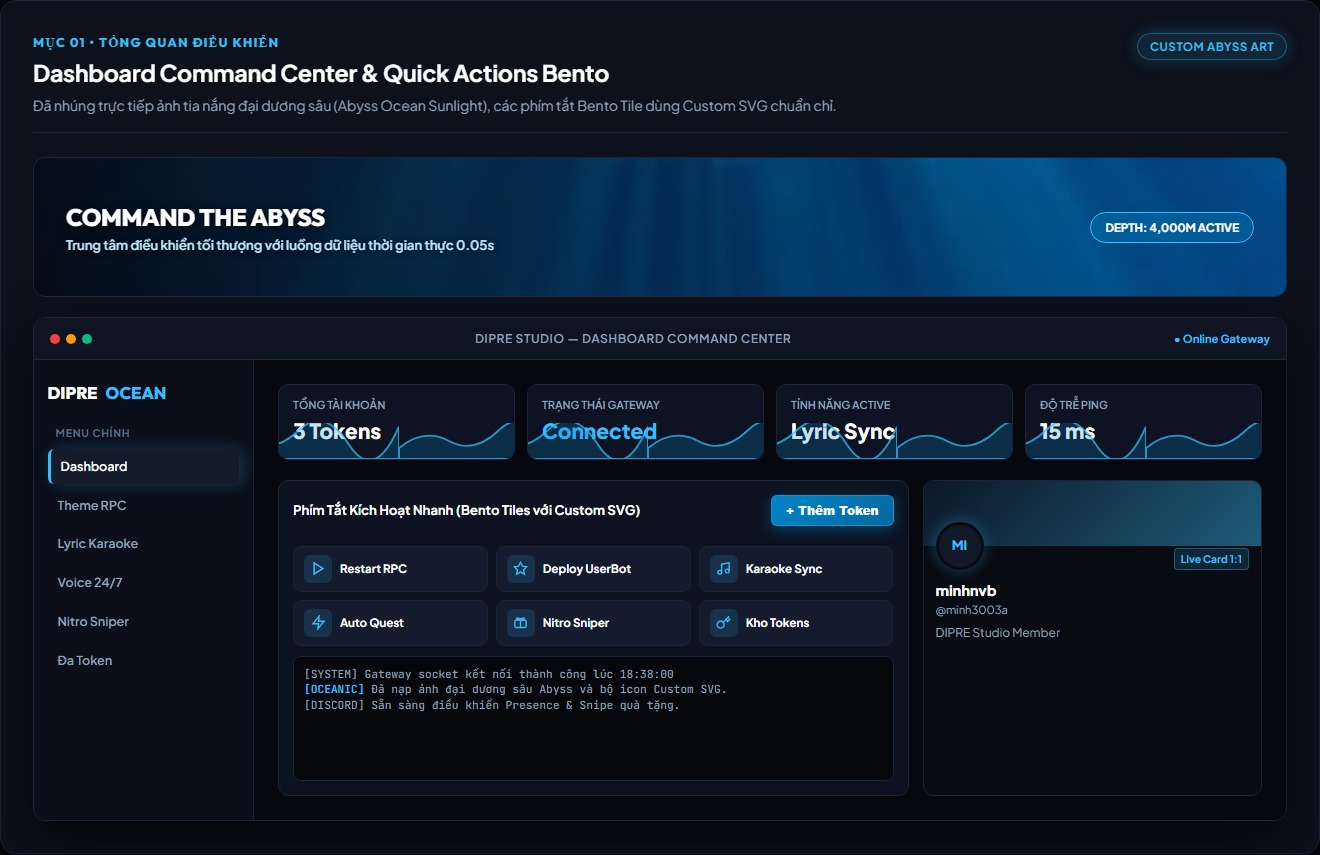 MỤC 01 • TỔNG QUAN ĐIỀU KHIỂN
CUSTOM ABYSS ART
Dashboard Command Center & Quick Actions Bento
Đã nhúng trực tiếp ảnh tia nắng đại dương sâu (Abyss Ocean Sunlight), các phím tắt Bento Tile dùng Custom SVG chuẩn chỉ.
COMMAND THE ABYSS
Trung tâm điều khiển tối thượng với luồng dữ liệu thời gian thực 0.05s
DEPTH: 4,000M ACTIVE
DIPRE STUDIO — DASHBOARD COMMAND CENTER
● Online Gateway
DIPRE OCEAN
MENU CHÍNH
Dashboard
Theme RPC
Lyric Karaoke
Voice 24/7
Nitro Sniper
Đa Token
TỔNG TÀI KHOẢN
3 Tokens
TRẠNG THÁI GATEWAY
Connected
TÍNH NĂNG ACTIVE
Lyric Sync
ĐỘ TRỄ PING
15 ms
Phím Tắt Kích Hoạt Nhanh (Bento Tiles với Custom SVG)
+ Thêm Token
Restart RPC
Deploy UserBot
Karaoke Sync
Auto Quest
Nitro Sniper
Kho Tokens
[SYSTEM] Gateway socket kết nối thành công lúc 18:38:00
[OCEANIC] Đã nạp ảnh đại dương sâu Abyss và bộ icon Custom SVG.
[DISCORD] Sẵn sàng điều khiển Presence & Snipe quà tặng.
MI
Live Card 1:1
minhnvb
@minh3003a
DIPRE Studio Member